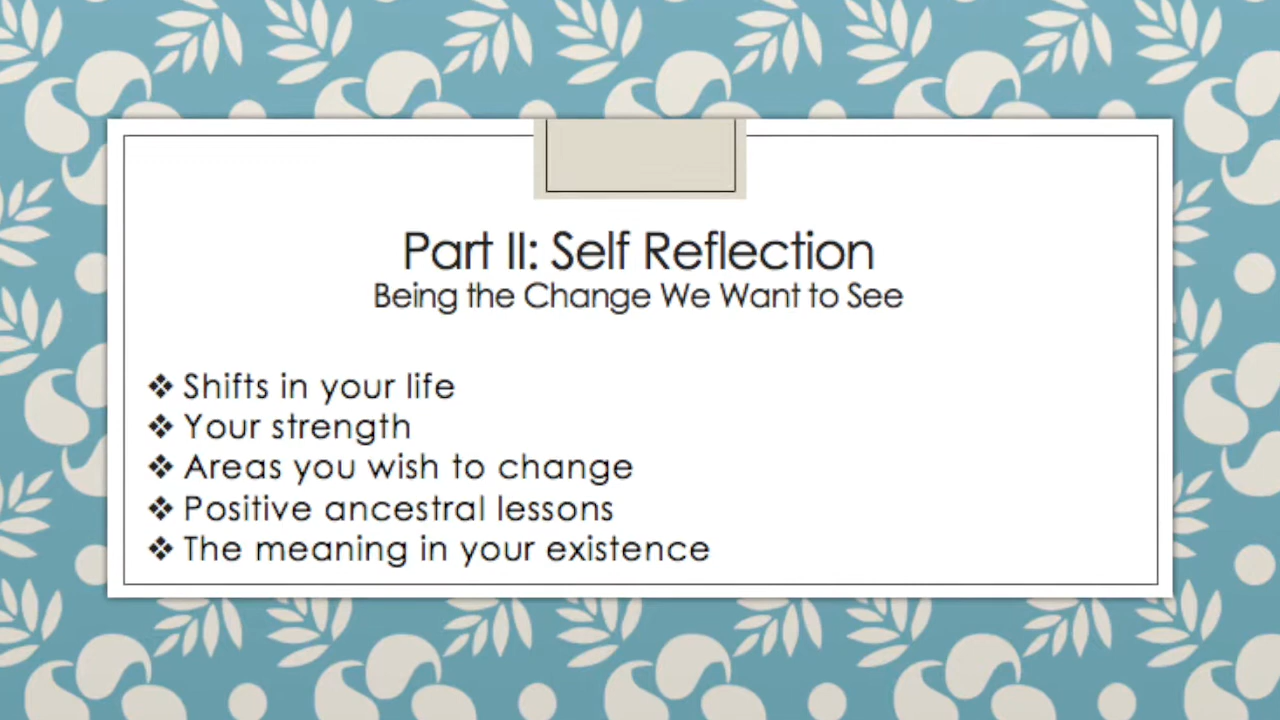 Part II: Self Reflection
Being the Change We Want to See
❖ Shifts in your life
❖ Your strength
❖ Areas you wish to change
❖ Positive ancestral lessons
❖ The meaning in your existence